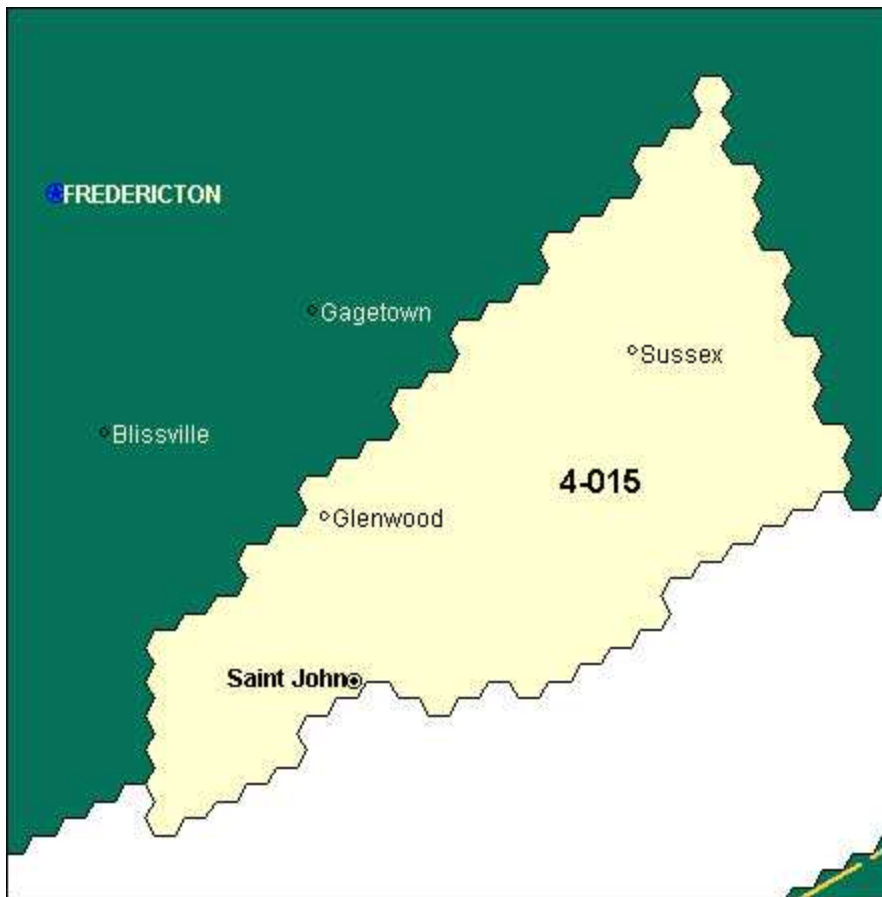 FREDERICTON
Gagetown
Sussex
Blissville
4-015
Glenwood
Saint John